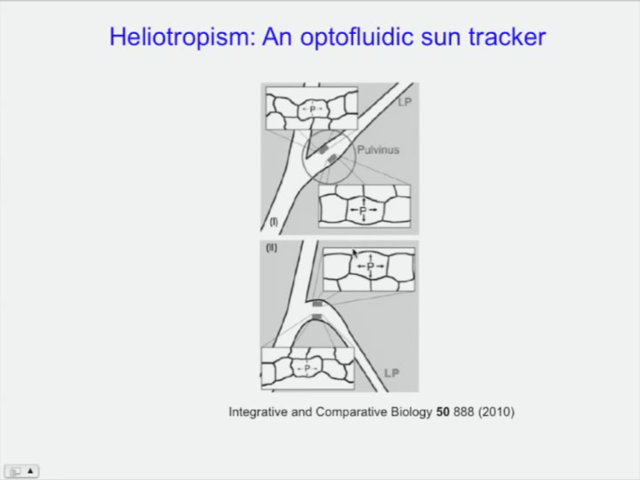 Heliotropism: An optofluidic sun tracker
P
LP
Pulvinus
P
(I)
(II)
P
P
LP
Integrative and Comparative Biology 50 888 (2010)